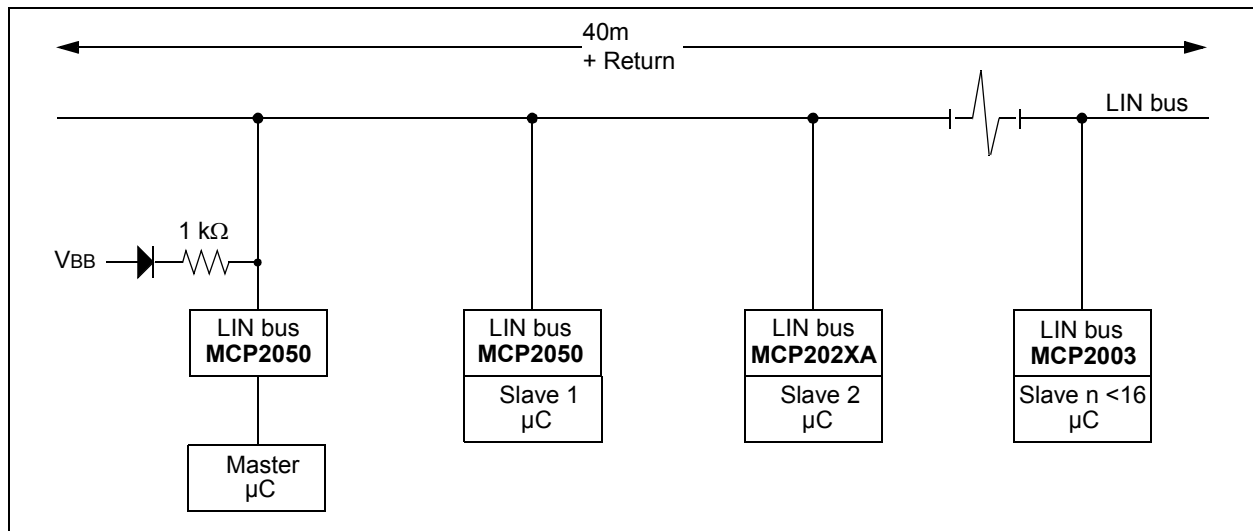 40m
+ Return
LIN bus
1 kΩ
VBB
LIN bus
MCP2050
Master
µC
LIN bus
MCP2050
Slave 1
µC
LIN bus
MCP202XA
Slave 2
µC
LIN bus
MCP2003
Slave n <16
µC